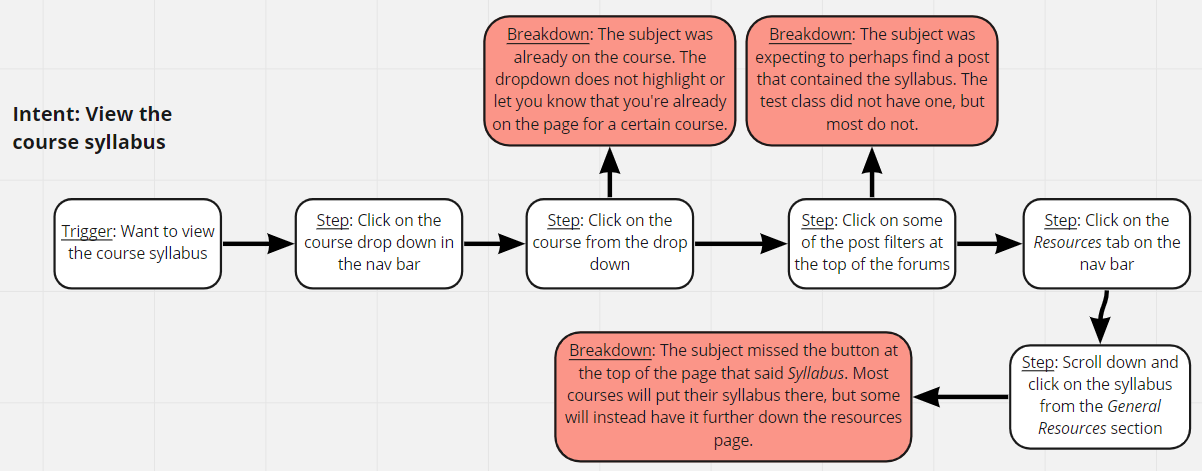 Intent: View the
course syllabus
Breakdown: The subject was
already on the course. The
dropdown does not highlight or
let you know that you're already
on the page for a certain course.
Breakdown: The subject was
expecting to perhaps find a post
that contained the syllabus. The
test class did not have one, but
most do not.
Trigger: Want to view
the course syllabus
Step: Click on the
course drop down in
the nav bar
Step: Click on the
course from the drop
down
Step: Click on some
of the post filters at
the top of the forums
Step: Click on the
Resources tab on the
nav bar
Step: Scroll down and
click on the syllabus
from the General
Resources section
Breakdown: The subject missed the button at
the top of the page that said Syllabus. Most
courses will put their syllabus there, but some
will instead have it further down the resources
page.